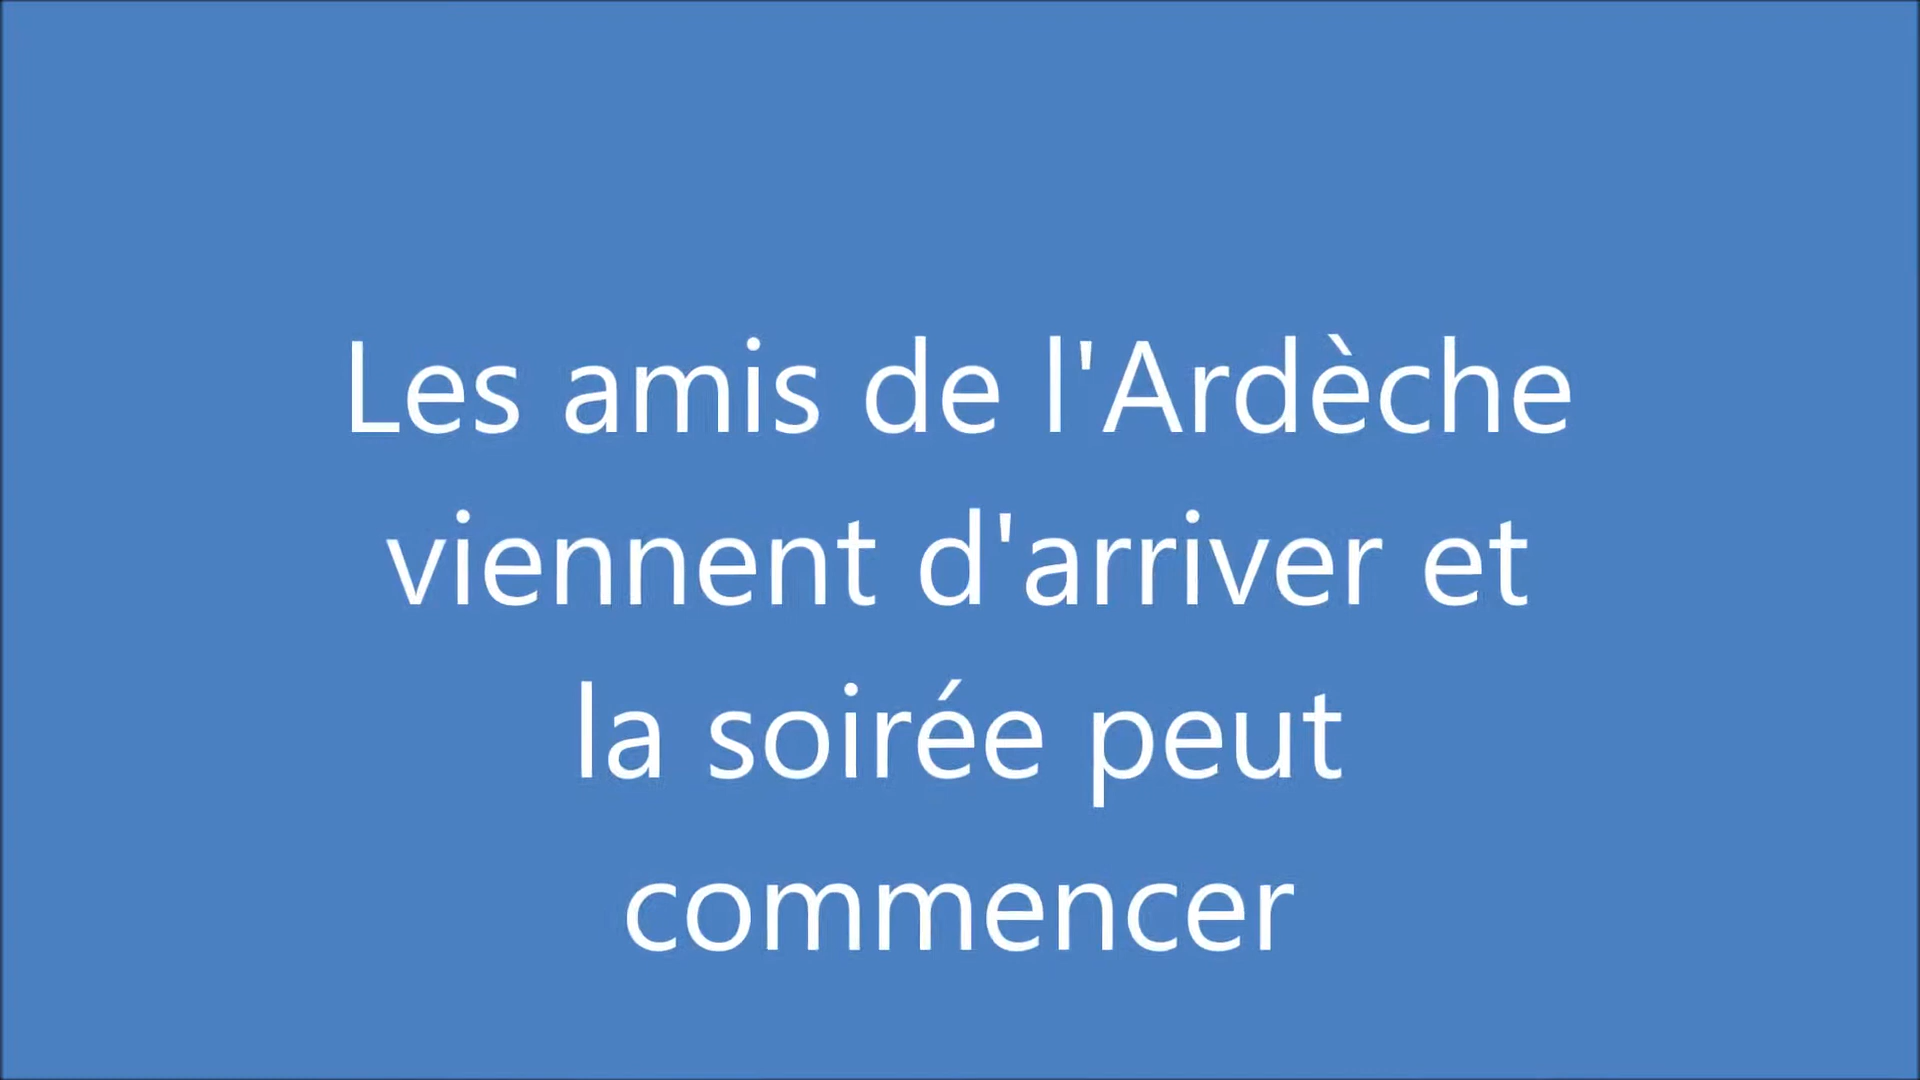 Les amis de l'Ardèche
viennent d'arriver et
la soirée peut
commencer